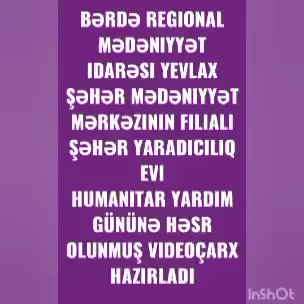 BƏRDƏ REGIONAL
MƏDƏNIYYƏT
IDARƏSI YEVLAX
ŞƏHƏR MƏDƏNIYYƏT
MƏRKƏZININ FILIALI
ŞƏHƏR YARADICILIQ
EVI
HUMANITAR YARDIM
GÜNÜNƏ HƏSR
OLUNMUŞ VIDEOÇARX
HAZIRLADI
InShOt